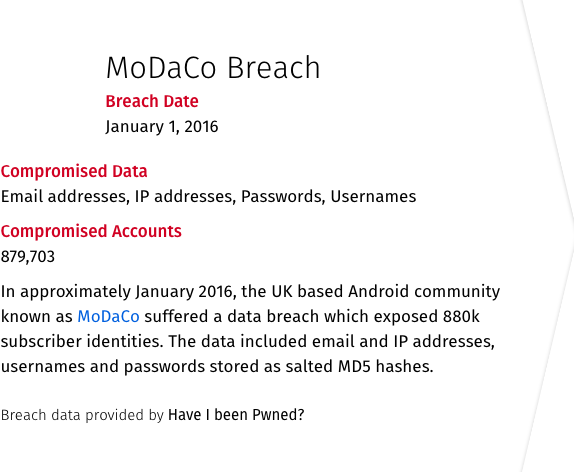 MoDaCo Breach
Breach Date
January 1, 2016
Compromised Data
Email addresses, IP addresses, Passwords, Usernames
Compromised Accounts
879,703
In approximately January 2016, the UK based Android community
known as MoDaCo suffered a data breach which exposed 880k
subscriber identities. The data included email and IP addresses,
usernames and passwords stored as salted MD5 hashes.
Breach data provided by Have I been Pwned?